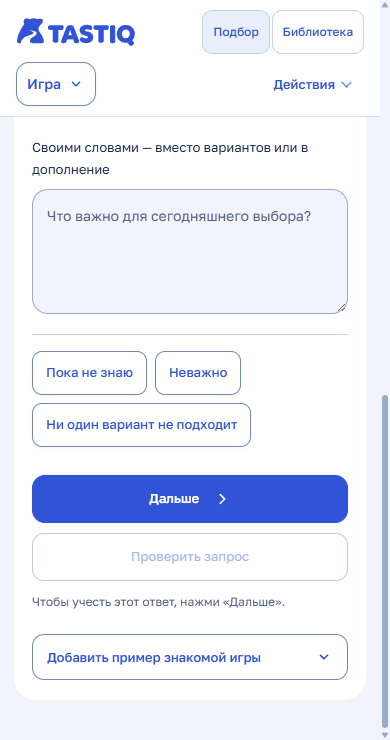 TASTIQ
Подбор
Библиотека
Игра
Действия
Своими словами — вместо вариантов или в
дополнение
Что важно для сегодняшнего выбора?
Пока не знаю
Неважно
Ни один вариант не подходит
Дальше
Проверить запрос
Чтобы учесть этот ответ, нажми «Дальше».
Добавить пример знакомой игры